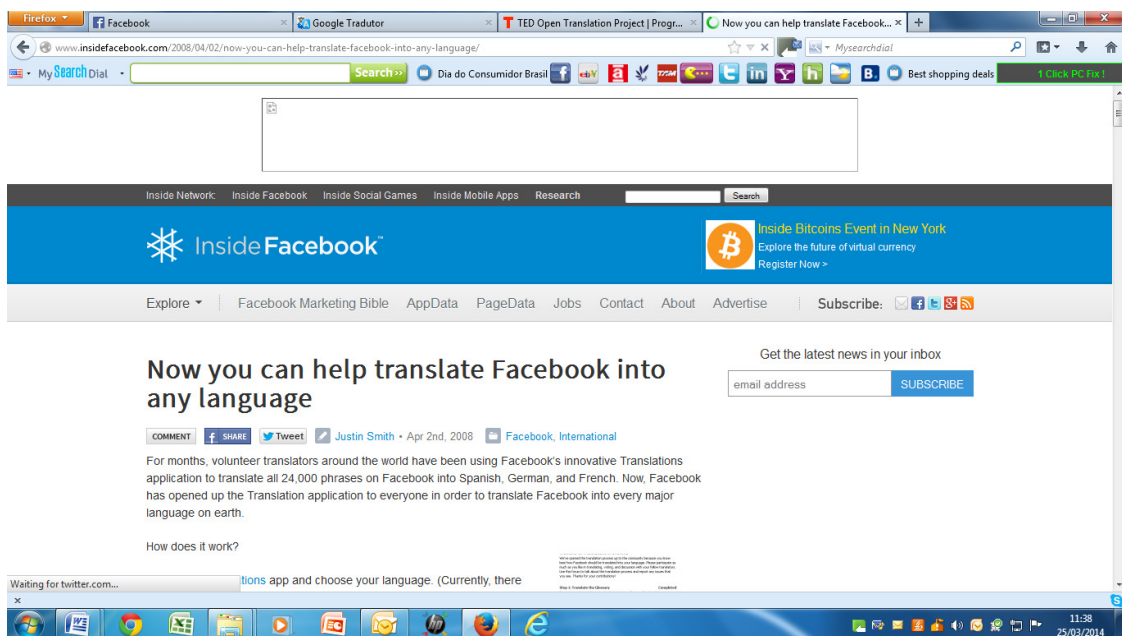 Firefox
Facebook
Google Tradutor
TED Open Translation Project | Progr...
Now you can help translate Facebook...
www.insidefacebook.com/2008/04/02/now-you-can-help-translate-facebook-into-any-language/
Mysearchdial
My Search Dial
Search
Dia do Consumidor Brasil
Best shopping deals
1 Click PC Fix !
Inside Network: Inside Facebook Inside Social Games Inside Mobile Apps Research
Search
InsideFacebook
Inside Bitcoins Event in New York
Explore the future of virtual currency
Register Now >
Explore Facebook Marketing Bible AppData PageData Jobs Contact About Advertise Subscribe:
Now you can help translate Facebook into
any language
Get the latest news in your inbox
email address SUBSCRIBE
COMMENT SHARE Tweet Justin Smith • Apr 2nd, 2008 Facebook, International
For months, volunteer translators around the world have been using Facebook's innovative Translations
application to translate all 24,000 phrases on Facebook into Spanish, German, and French. Now, Facebook
has opened up the Translation application to everyone in order to translate Facebook into every major
language on earth.
How does it work?
Waiting for twitter.com...
tions app and choose your language. (Currently, there
11:38
25/03/2014